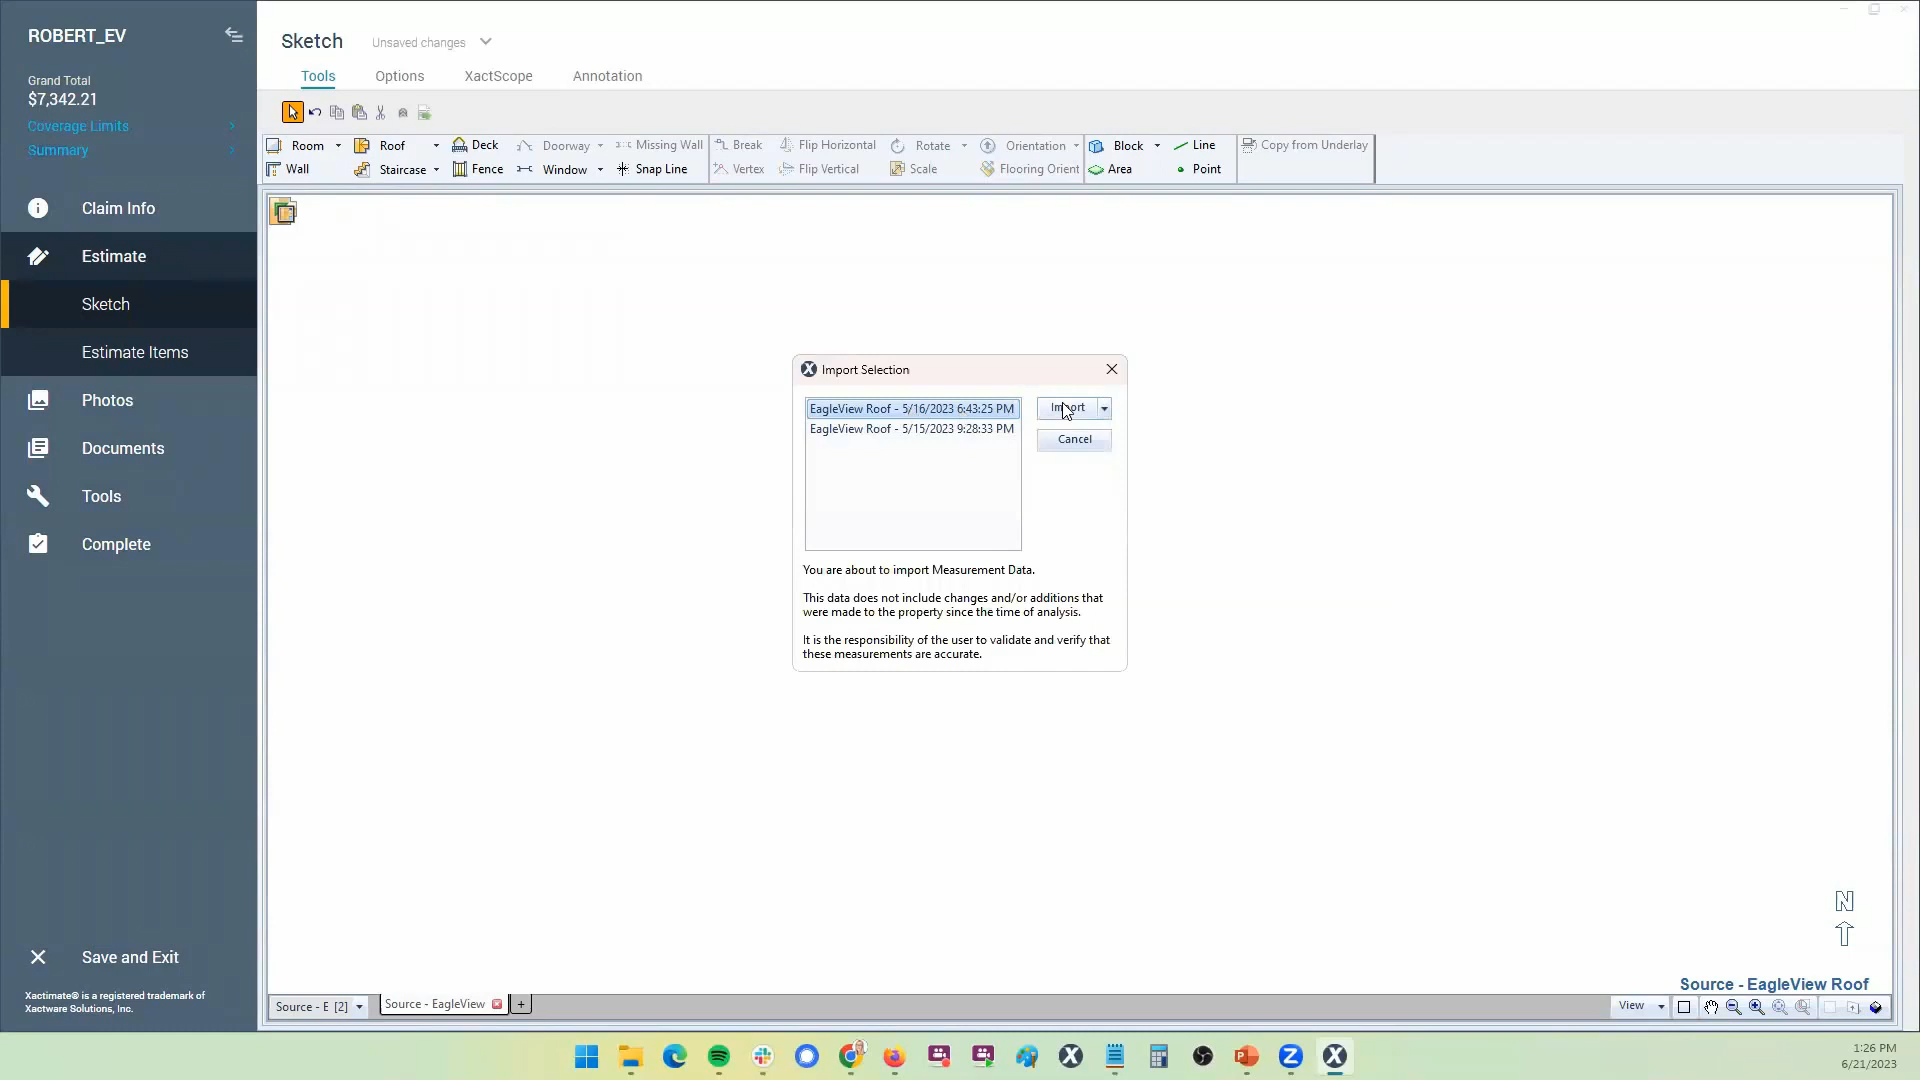 ROBERT_EV
Grand Total
$7,342.21
Coverage Limits
Summary
Claim Info
Estimate
Sketch
Estimate Items
Photos
Documents
Tools
Complete
Save and Exit
Xactimate® is a registered trademark of
Xactware Solutions, Inc.
Sketch Unsaved changes
Tools Options XactScope Annotation
Room Roof Deck Doorway Missing Wall Break Flip Horizontal Rotate Orientation Block Line Copy from Underlay
Wall Staircase Fence Window Snap Line Vertex Flip Vertical Scale Flooring Orient Area Point
Import Selection
EagleView Roof - 5/16/2023 6:43:25 PM
EagleView Roof - 5/15/2023 9:28:33 PM
Import
Cancel
You are about to import Measurement Data.
This data does not include changes and/or additions that
were made to the property since the time of analysis.
It is the responsibility of the user to validate and verify that
these measurements are accurate.
N
Source - EagleView Roof
Source - E [2] Source - EagleView + View
1:26 PM
6/21/2023